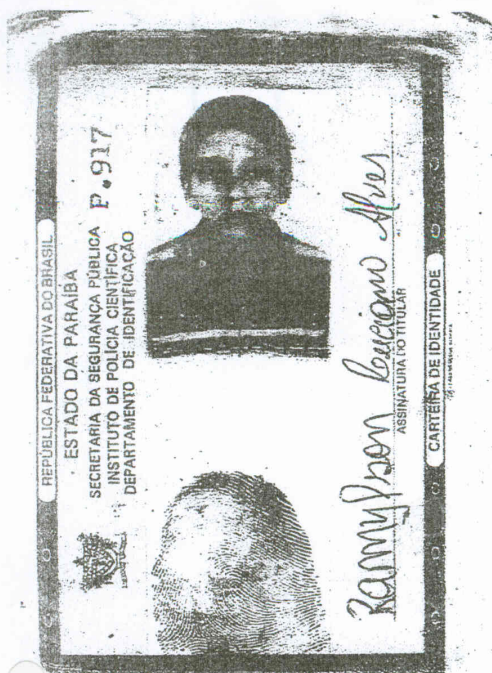 REPÚBLICA FEDERATIVA DO BRASIL
ESTADO DA PARAÍBA
SECRETARIA DA SEGURANÇA PÚBLICA P.917
INSTITUTO DE POLÍCIA CIENTÍFICA
DEPARTAMENTO DE IDENTIFICAÇÃO
Luciano Alves
ASSINATURA DO TITULAR
CARTEIRA DE IDENTIDADE